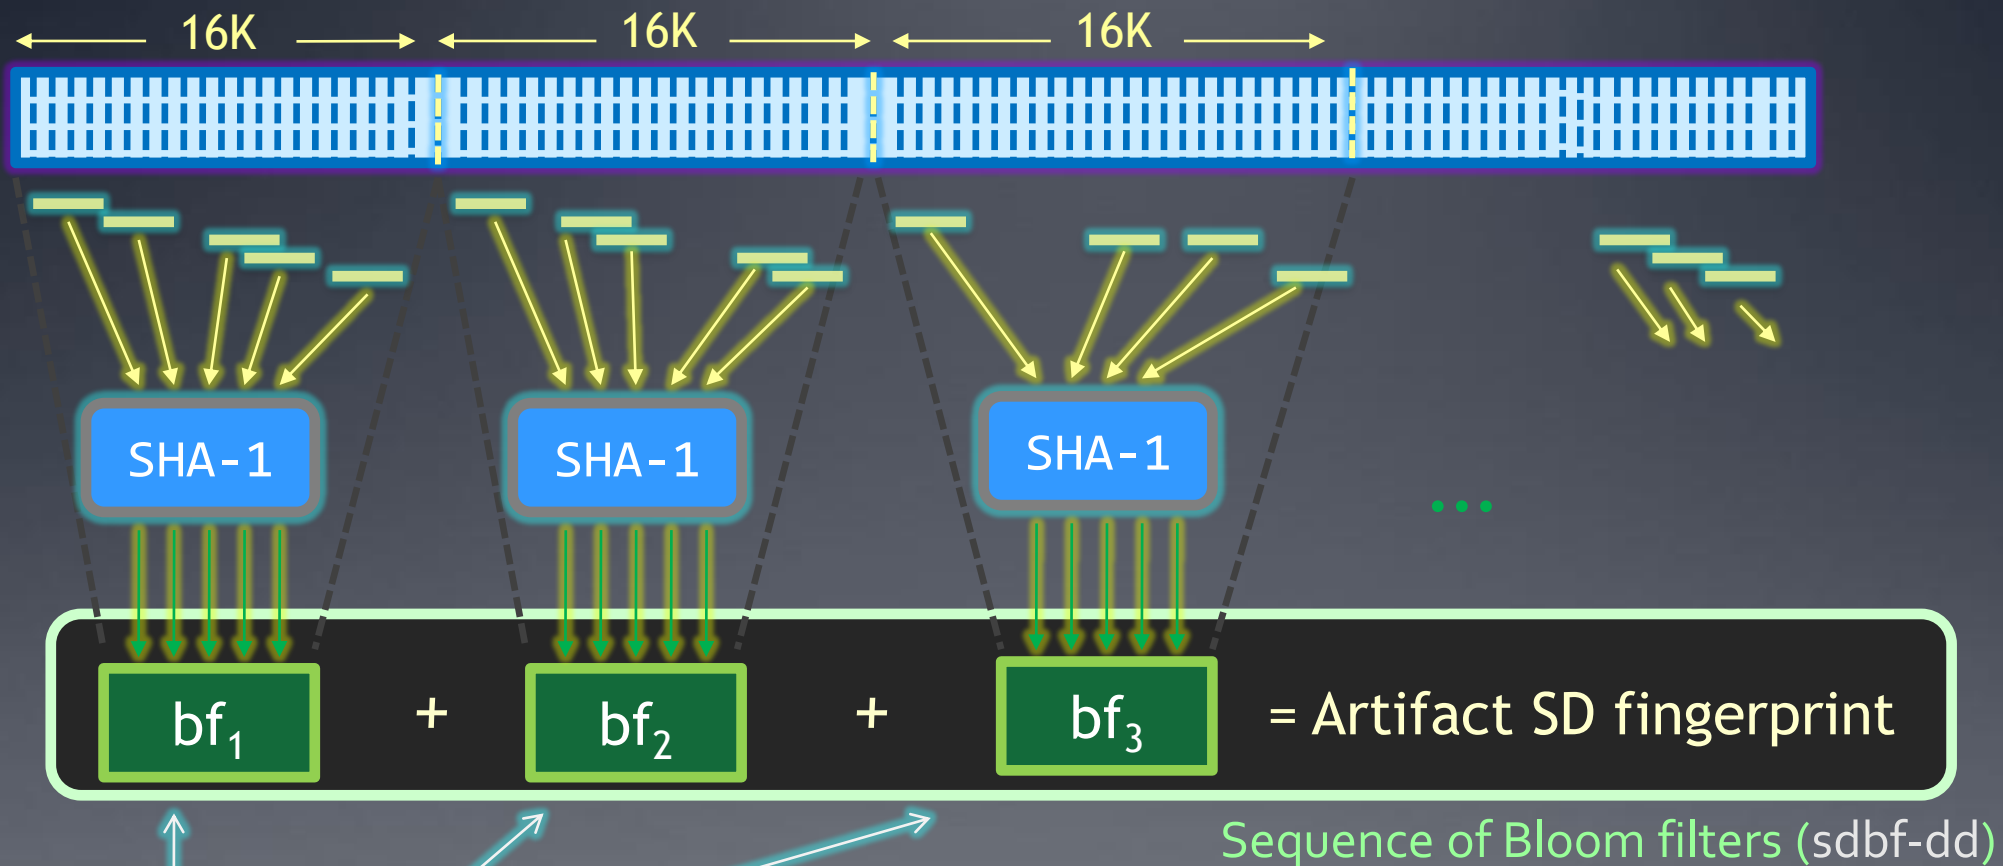 16K 16K 16K
SHA-1 SHA-1 SHA-1
...
bf1 + bf2 + bf3 = Artifact SD fingerprint
Sequence of Bloom filters (sdbf-dd)